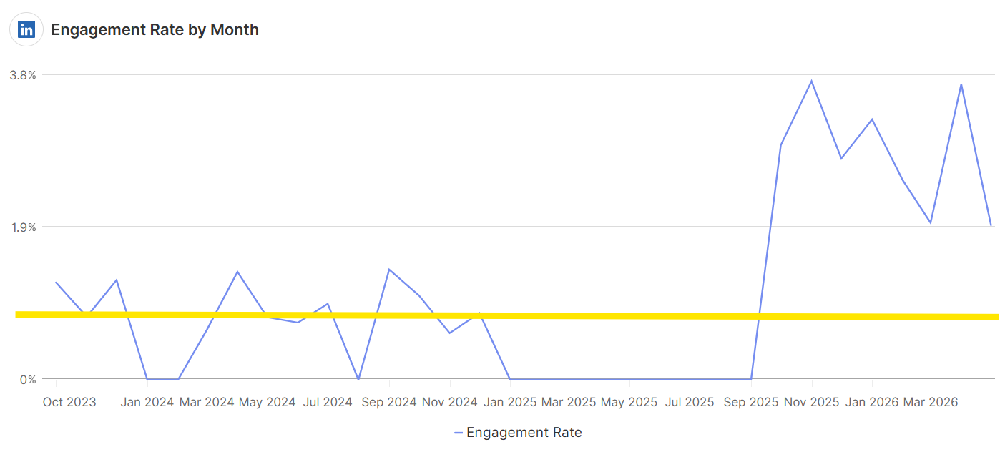 in Engagement Rate by Month
3.8%
1.9%
0%
Oct 2023 Jan 2024 Mar 2024 May 2024 Jul 2024 Sep 2024 Nov 2024 Jan 2025 Mar 2025 May 2025 Jul 2025 Sep 2025 Nov 2025 Jan 2026 Mar 2026
Engagement Rate